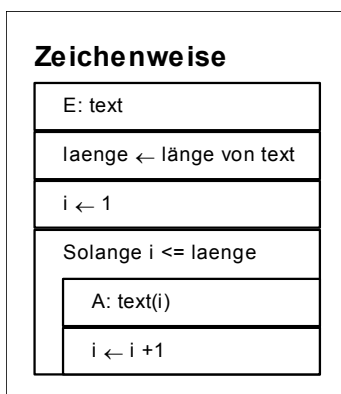 Zeichenweise
E: text
laenge ← länge von text
i ← 1
Solange i <= laenge
A: text(i)
i ← i +1